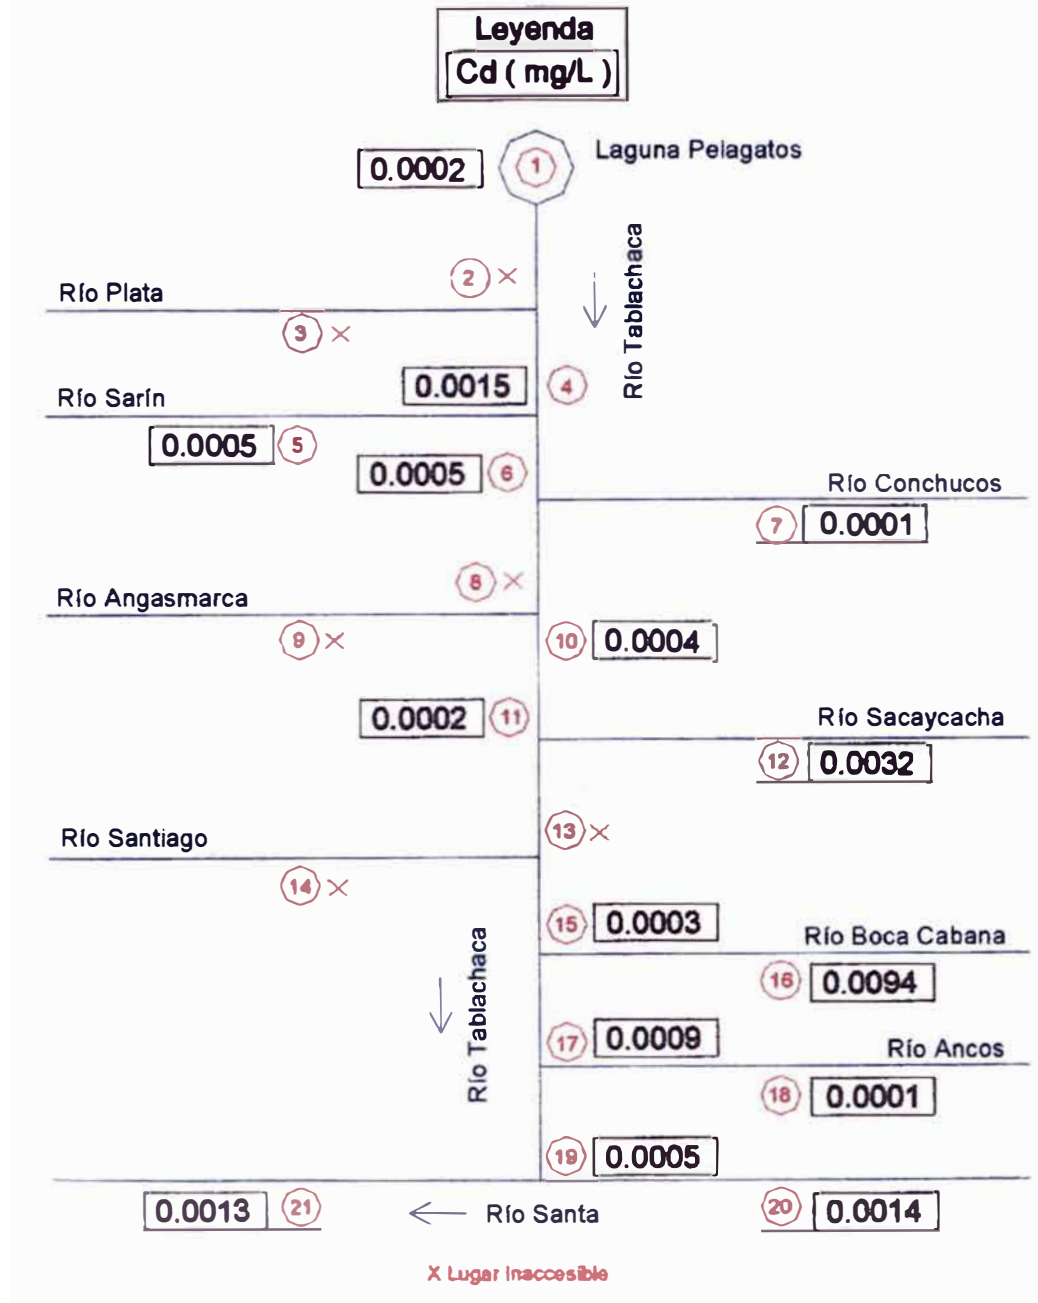 Leyenda
Cd ( mg/L )
0.0002
1
Laguna Pelagatos
Río Tablachaca
2 X
Río Plata
3 X
0.0015 4
Río Sarín
0.0005 5
0.0006 6
Río Conchucos
7 0.0001
8 X
Río Angasmarca
9 X
10 0.0004
0.0002 11
Río Sacaycacha
12 0.0032
13 X
Río Santiago
14 X
15 0.0003
Río Boca Cabana
16 0.0094
Río Tablachaca
17 0.0009
Río Ancos
18 0.0001
19 0.0005
0.0013 21
Río Santa
20 0.0014
X Lugar Inaccesible